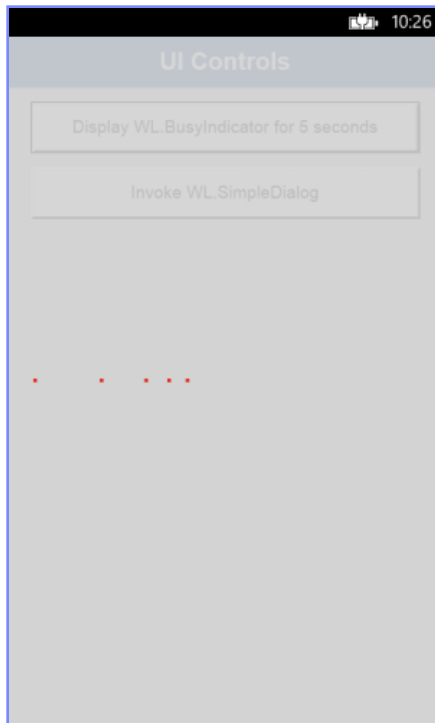 10:26
UI Controls
Display WL.BusyIndicator for 5 seconds
Invoke WL.SimpleDialog